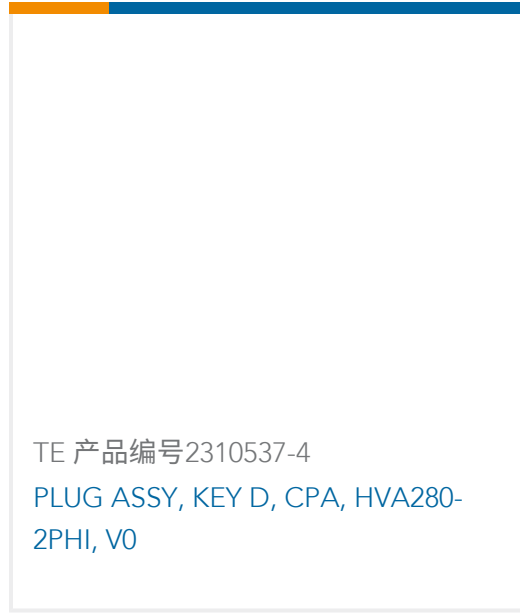 TE 产品编号2310537-4
PLUG ASSY, KEY D, CPA, HVA280-
2PHI, V0